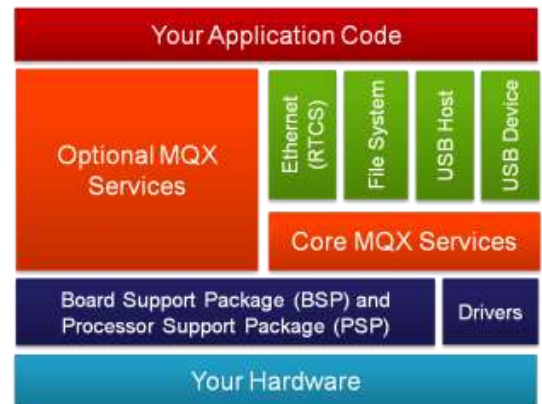 Your Application Code
Optional MQX
Services
Ethernet
(RTCS)
File System
USB Host
USB Device
Core MQX Services
Board Support Package (BSP) and
Processor Support Package (PSP)
Drivers
Your Hardware